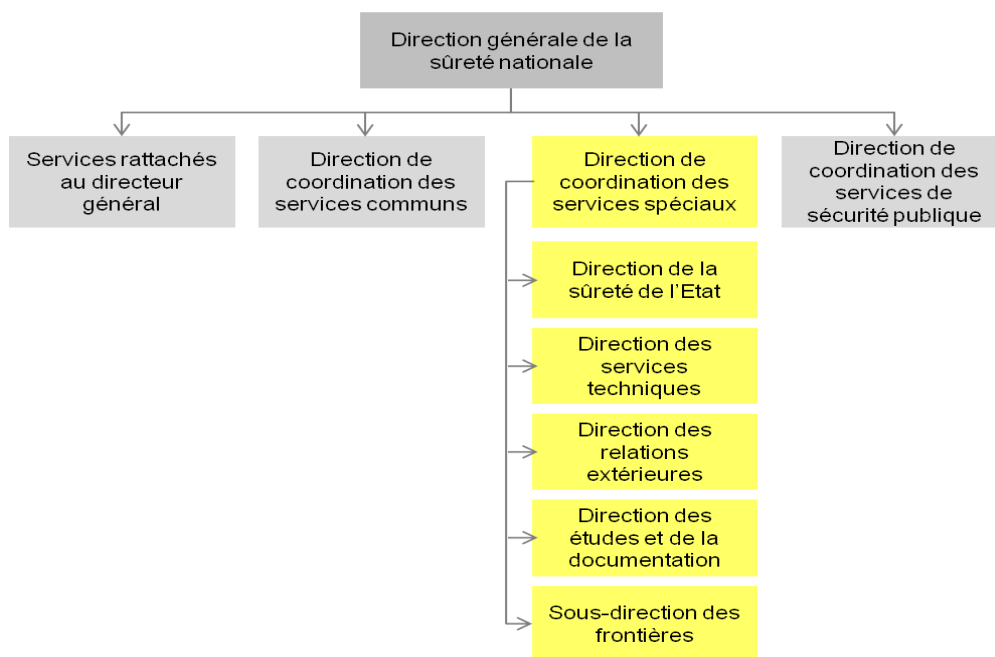 Direction générale de la
sûreté nationale
Services rattachés
au directeur
général
Direction de
coordination des
services communs
Direction de
coordination des
services spéciaux
Direction de
coordination des
services de
sécurité publique
Direction de la
sûreté de l'Etat
Direction des
services
techniques
Direction des
relations
extérieures
Direction des
études et de la
documentation
Sous-direction des
frontières